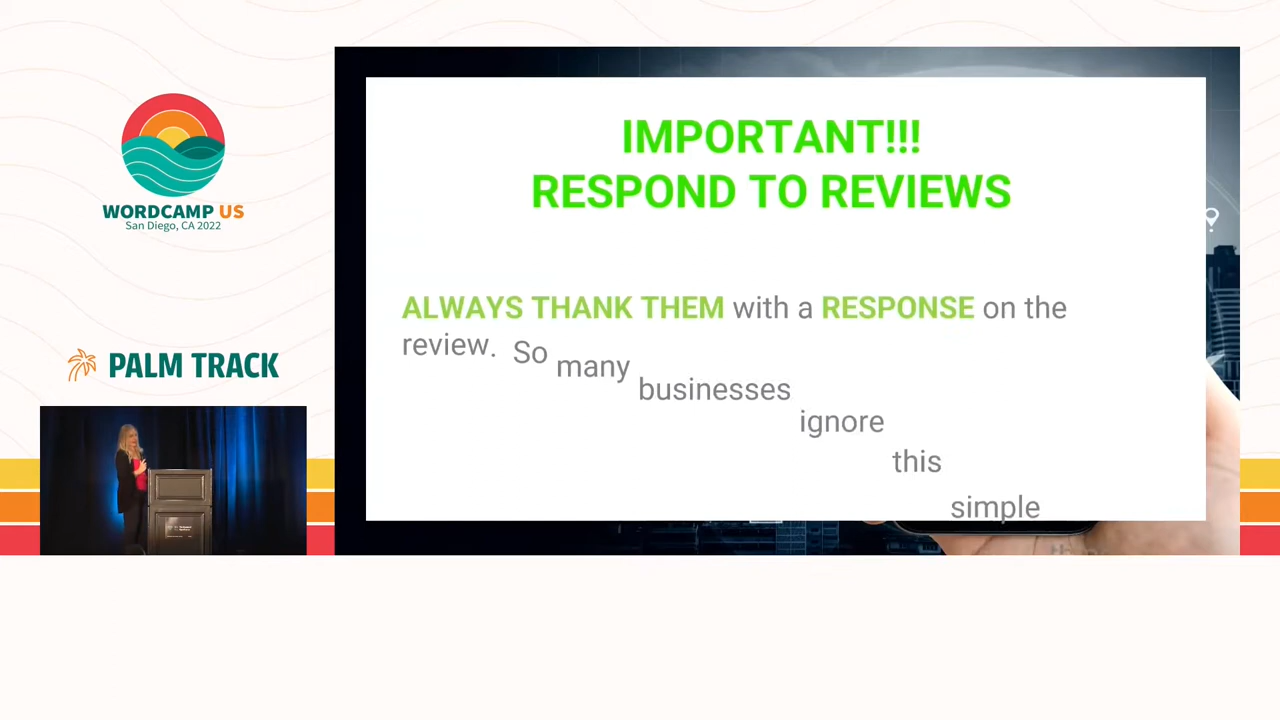 WORDCAMP US
San Diego, CA 2022
PALM TRACK
IMPORTANT!!!
RESPOND TO REVIEWS
ALWAYS THANK THEM with a RESPONSE on the
review. So many businesses ignore this simple